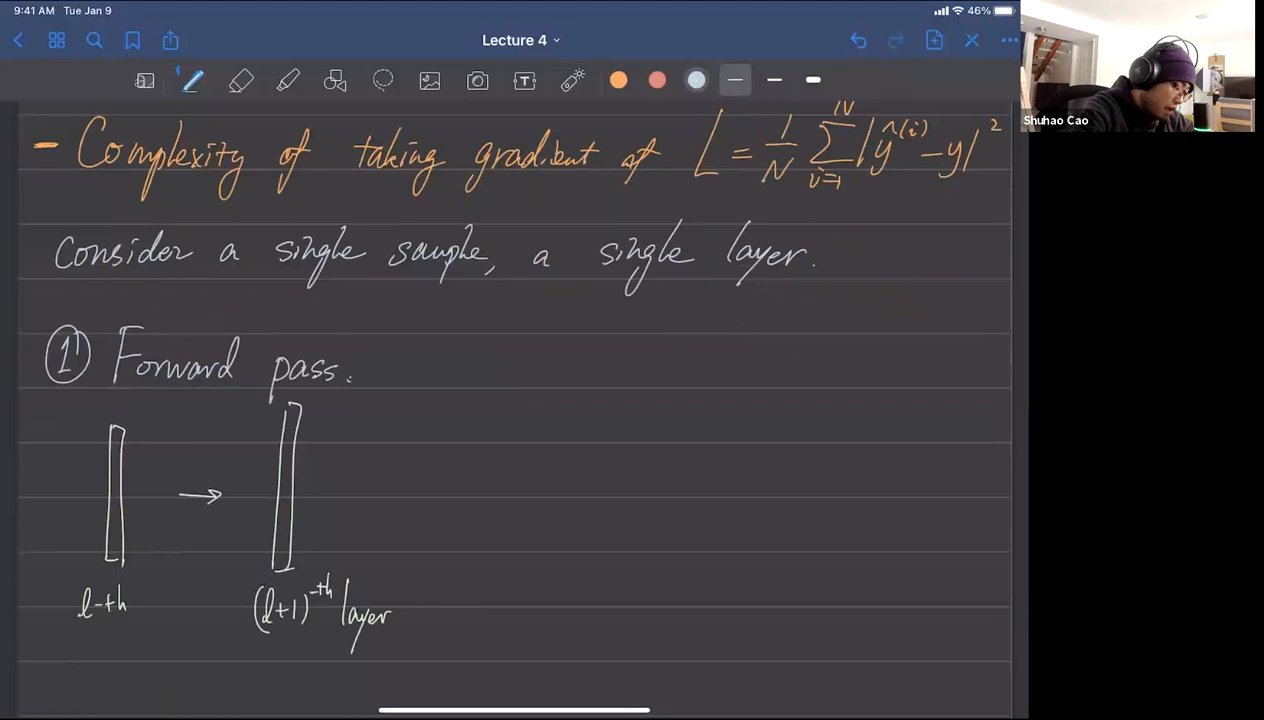 9:41 AM Tue Jan 9
46%
Lecture 4
Shuhao Cao
- Complexity of taking gradient of L = 1/N ∑_{i=1}^{N} |ŷ^{(i)} - y|²
Consider a single sample, a single layer.
① Forward pass.
→
l-th
(l+1)^{-th} layer